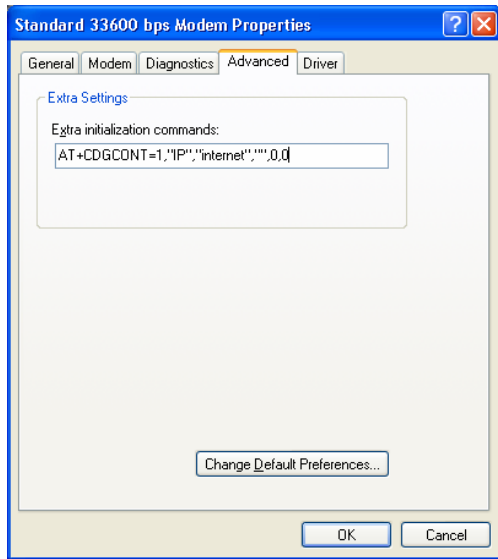 Standard 33600 bps Modem Properties
General Modem Diagnostics Advanced Driver
Extra Settings
Extra initialization commands:
AT+CDGCONT=1,"IP","internet","",0,0
Change Default Preferences...
OK Cancel